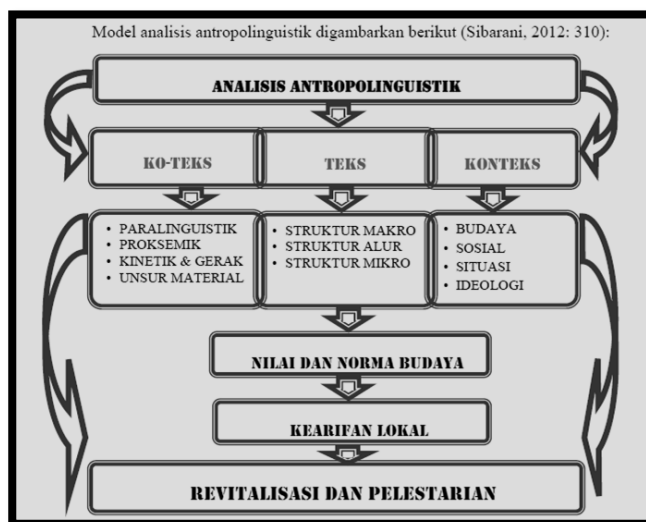 Model analisis antropolinguistik digambarkan berikut (Sibarani, 2012: 310):
ANALISIS ANTROPOLINGUISTIK
KO-TEKS
TEKS
KONTEKS
• PARALINGUISTIK
• PROKSEMIK
• KINETIK & GERAK
• UNSUR MATERIAL
• STRUKTUR MAKRO
• STRUKTUR ALUR
• STRUKTUR MIKRO
• BUDAYA
• SOSIAL
• SITUASI
• IDEOLOGI
NILAI DAN NORMA BUDAYA
KEARIFAN LOKAL
REVITALISASI DAN PELESTARIAN